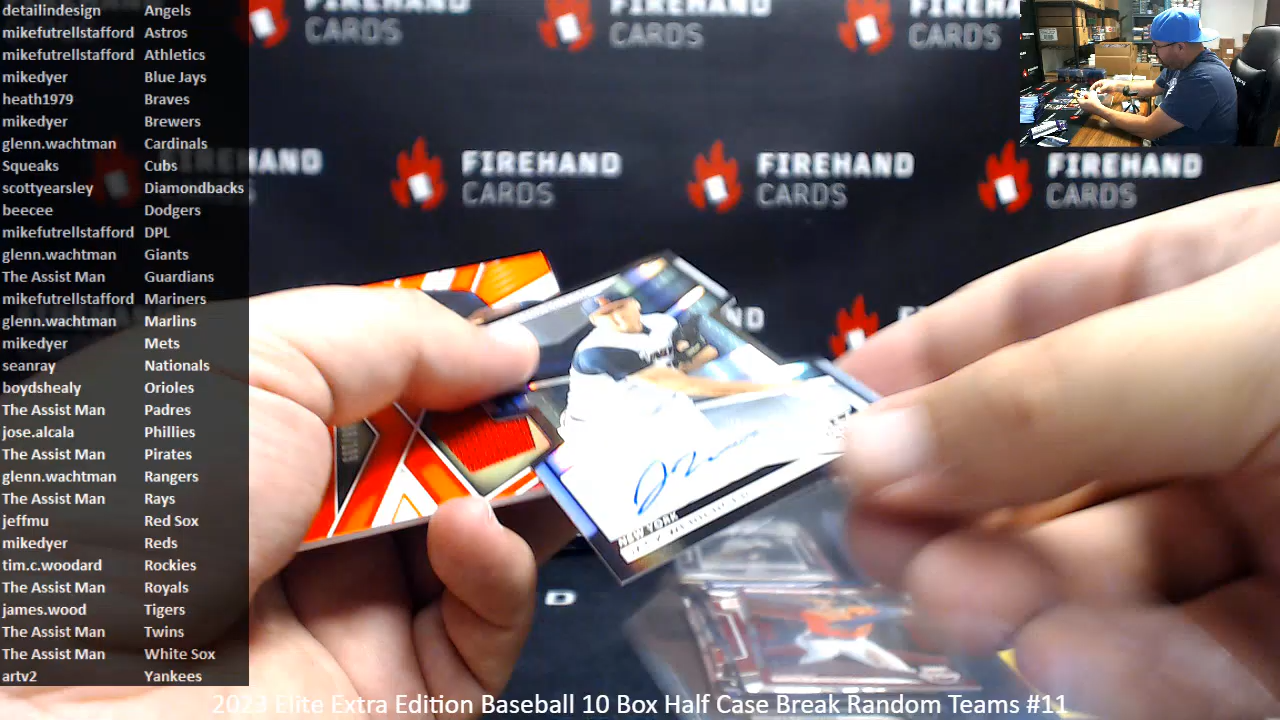 detailindesign Angels
mikefutrellstafford Astros
mikefutrellstafford Athletics
mikedyer Blue Jays
heath1979 Braves
mikedyer Brewers
glenn.wachtman Cardinals
Squeaks Cubs
scottyearsley Diamondbacks
beecee Dodgers
mikefutrellstafford DPL
glenn.wachtman Giants
The Assist Man Guardians
mikefutrellstafford Mariners
glenn.wachtman Marlins
mikedyer Mets
seanray Nationals
boydshealy Orioles
The Assist Man Padres
jose.alcala Phillies
The Assist Man Pirates
glenn.wachtman Rangers
The Assist Man Rays
jeffmu Red Sox
mikedyer Reds
tim.c.woodard Rockies
The Assist Man Royals
james.wood Tigers
The Assist Man Twins
The Assist Man White Sox
artv2 Yankees
CARDS
CARDS
CARDS
FIREHAND
CARDS
FIREHAND
CARDS
FIREHAND
CARDS
NEW YORK
2023 Elite Extra Edition Baseball 10 Box Half Case Break Random Teams #11